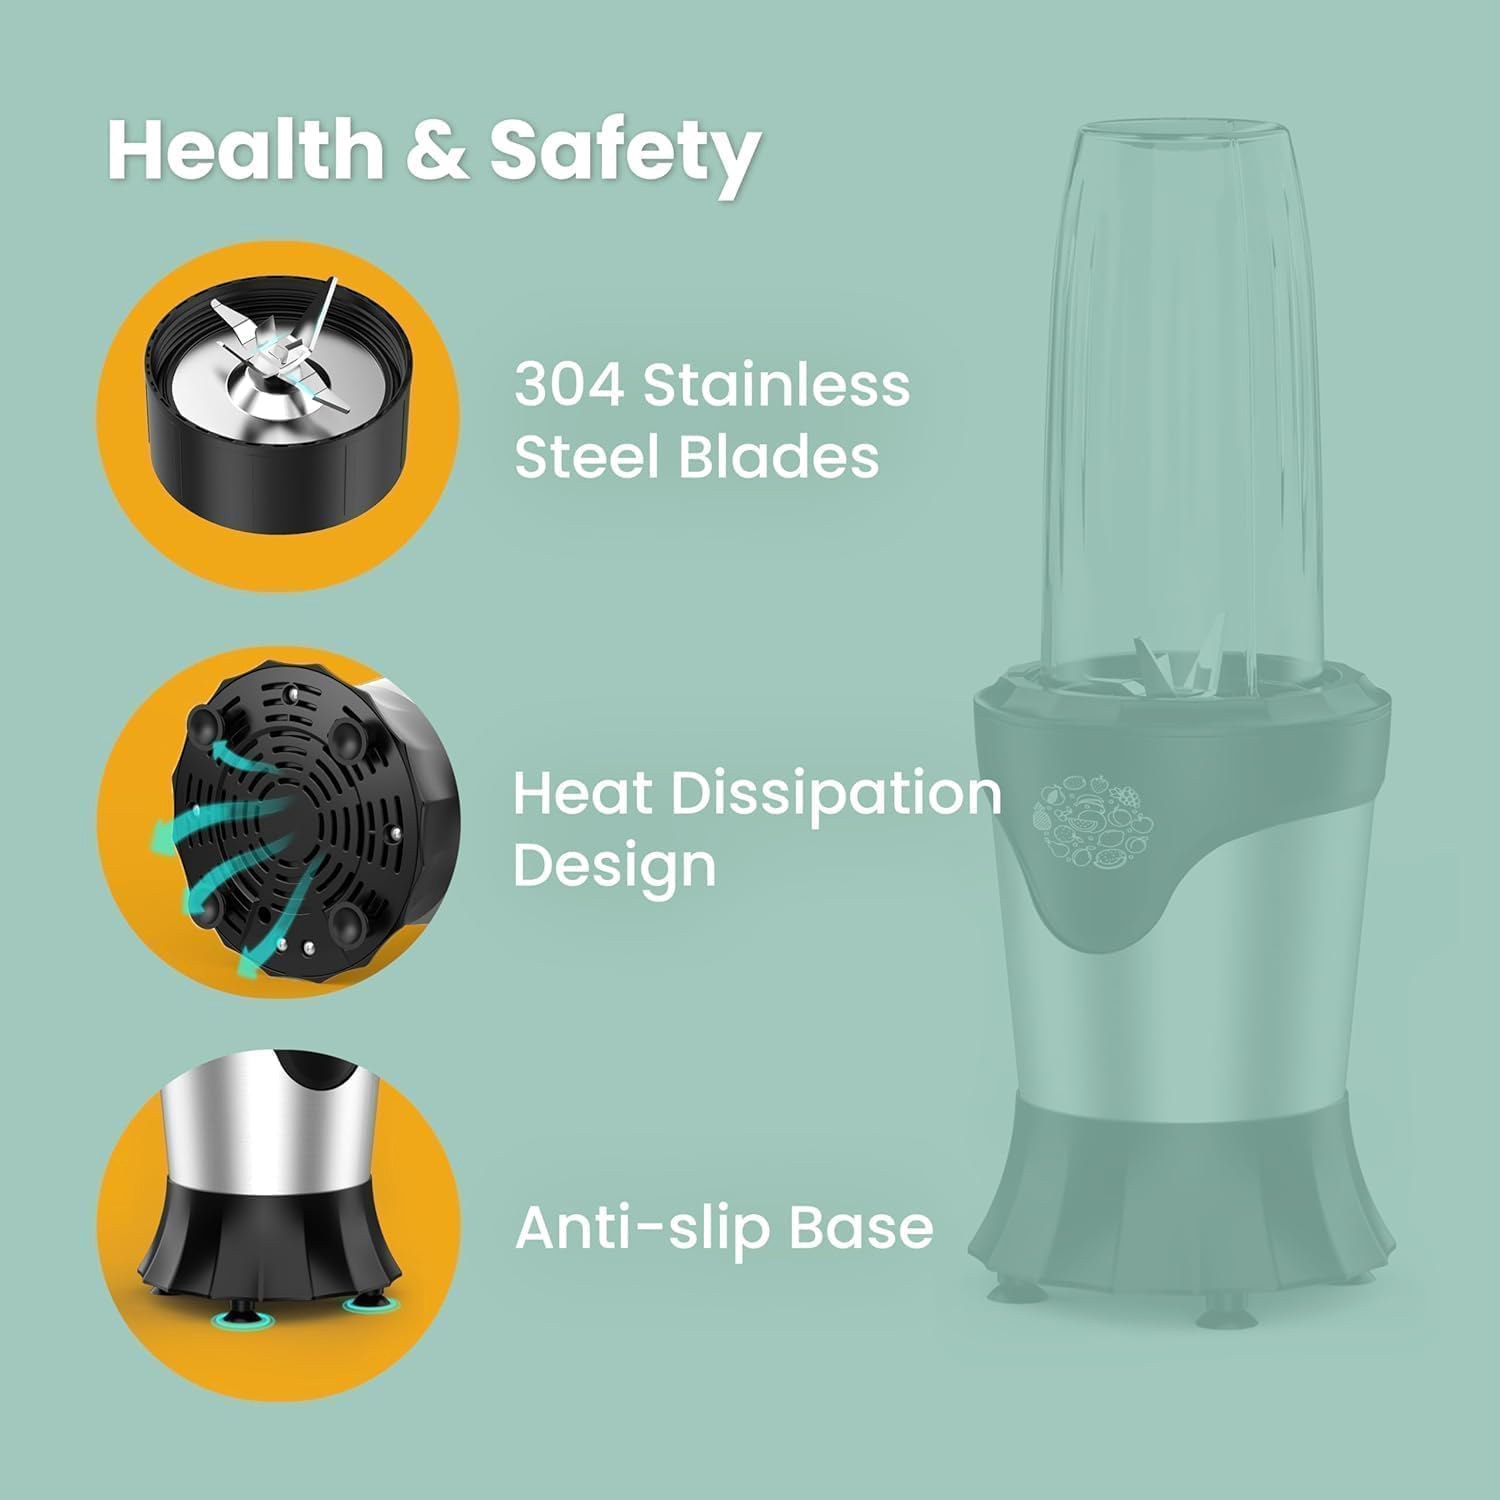 Health & Safety
304 Stainless
Steel Blades
Heat Dissipation
Design
Anti-slip Base